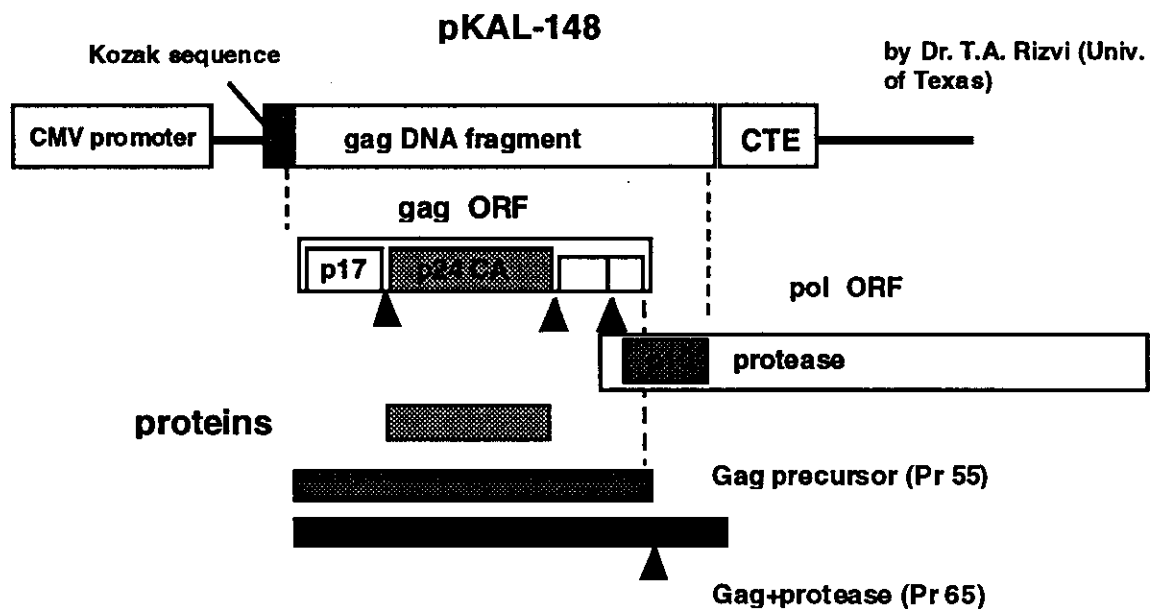 pKAL-148
Kozak sequence
by Dr. T.A. Rizvi (Univ.
of Texas)
CMV promoter
gag DNA fragment
CTE
gag ORF
p17
p24 CA
pol ORF
protease
proteins
Gag precursor (Pr 55)
Gag+protease (Pr 65)